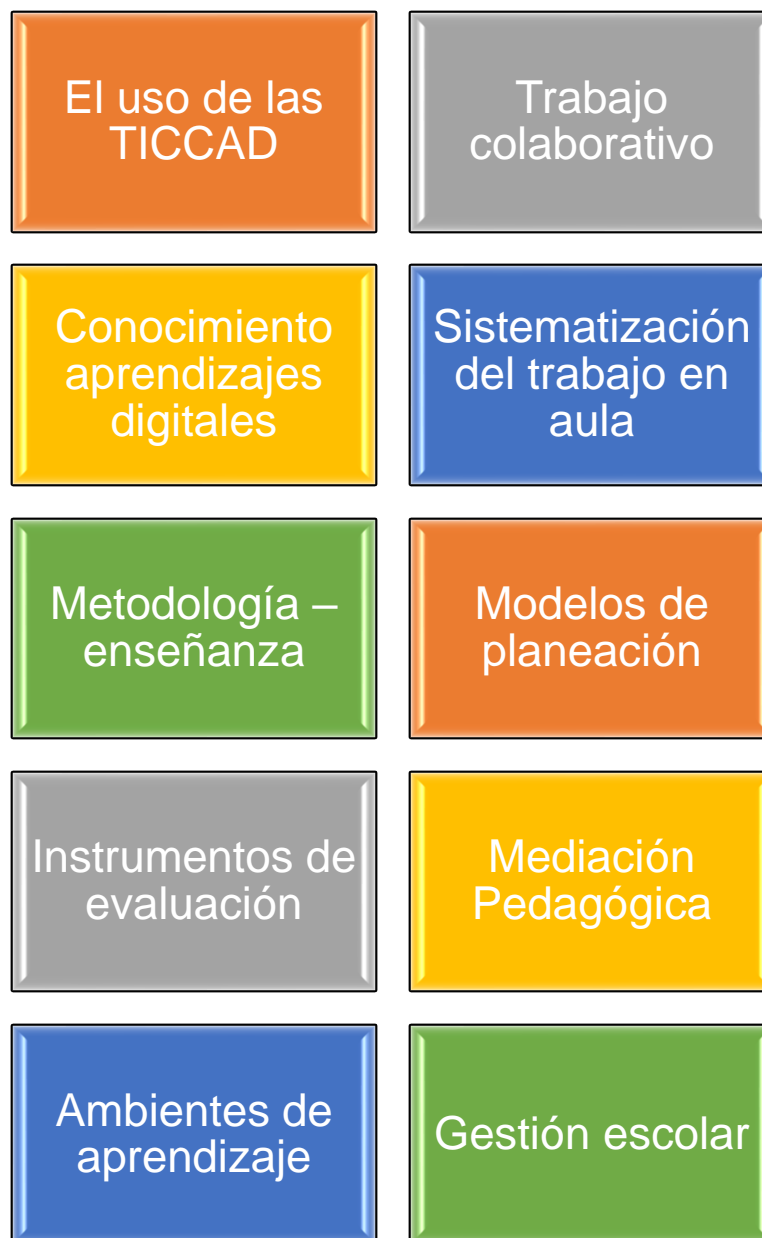 El uso de las
TICCAD
Trabajo
colaborativo
Conocimiento
aprendizajes
digitales
Sistematización
del trabajo en
aula
Metodología –
enseñanza
Modelos de
planeación
Instrumentos de
evaluación
Mediación
Pedagógica
Ambientes de
aprendizaje
Gestión escolar